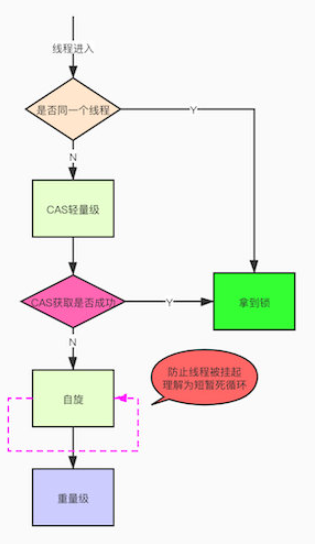 线程进入
是否同一个线程
Y
N
CAS轻量级
CAS获取是否成功
Y
拿到锁
N
防止线程被挂起
理解为短暂死循环
自旋
重量级